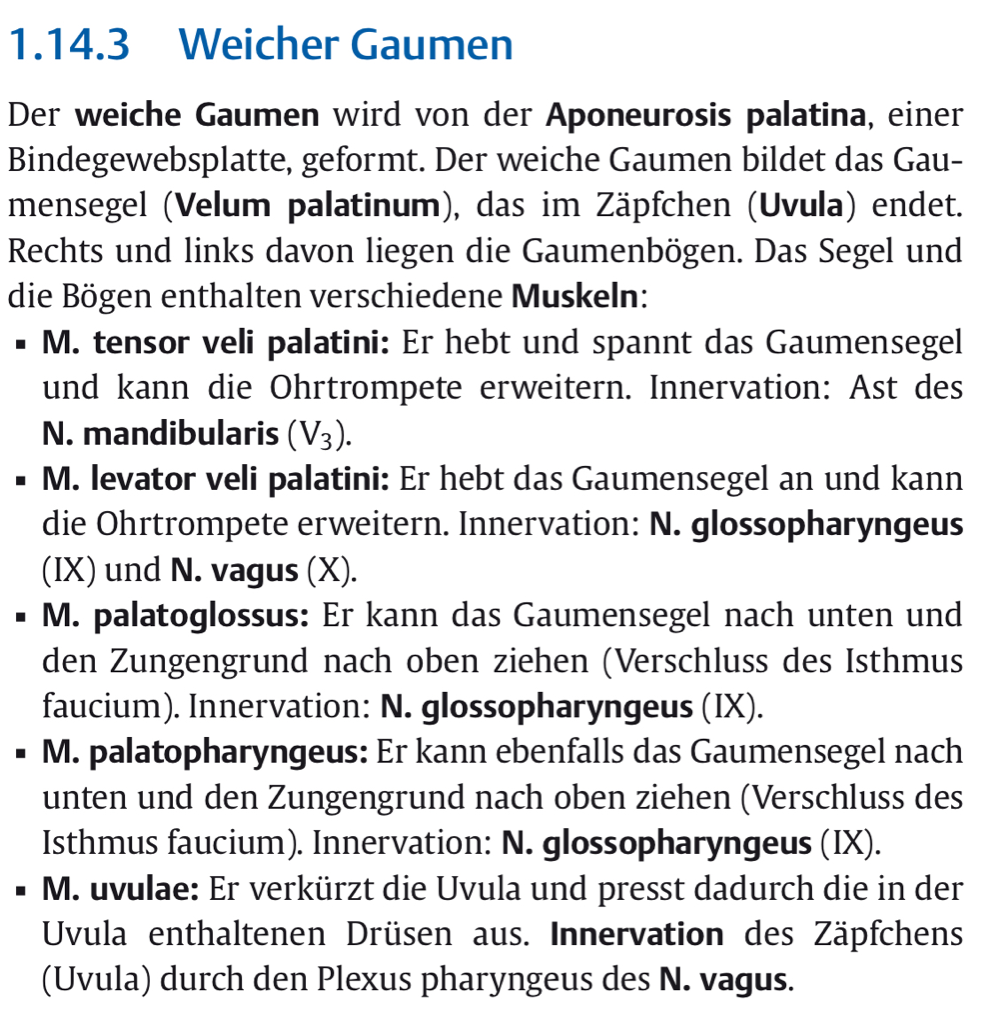 1.14.3 Weicher Gaumen
Der weiche Gaumen wird von der Aponeurosis palatina, einer
Bindegewebsplatte, geformt. Der weiche Gaumen bildet das Gau-
mensegel (Velum palatinum), das im Zäpfchen (Uvula) endet.
Rechts und links davon liegen die Gaumenbögen. Das Segel und
die Bögen enthalten verschiedene Muskeln:
▪ M. tensor veli palatini: Er hebt und spannt das Gaumensegel
und kann die Ohrtrompete erweitern. Innervation: Ast des
N. mandibularis (V₃).
▪ M. levator veli palatini: Er hebt das Gaumensegel an und kann
die Ohrtrompete erweitern. Innervation: N. glossopharyngeus
(IX) und N. vagus (X).
▪ M. palatoglossus: Er kann das Gaumensegel nach unten und
den Zungengrund nach oben ziehen (Verschluss des Isthmus
faucium). Innervation: N. glossopharyngeus (IX).
▪ M. palatopharyngeus: Er kann ebenfalls das Gaumensegel nach
unten und den Zungengrund nach oben ziehen (Verschluss des
Isthmus faucium). Innervation: N. glossopharyngeus (IX).
▪ M. uvulae: Er verkürzt die Uvula und presst dadurch die in der
Uvula enthaltenen Drüsen aus. Innervation des Zäpfchens
(Uvula) durch den Plexus pharyngeus des N. vagus.